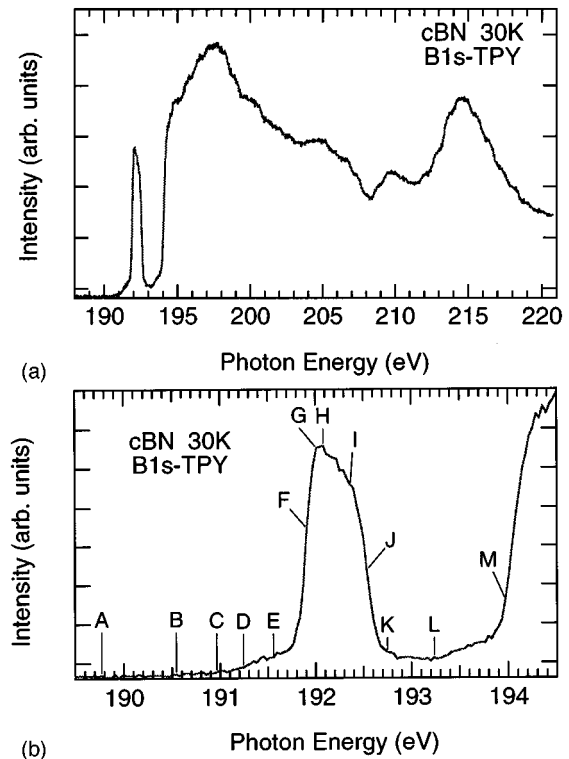 cBN 30K
B1s-TPY
Intensity (arb. units)
190 195 200 205 210 215 220
Photon Energy (eV)
(a)
cBN 30K
B1s-TPY
Intensity (arb. units)
G H
I
F
J
M
A B C D E K L
190 191 192 193 194
Photon Energy (eV)
(b)